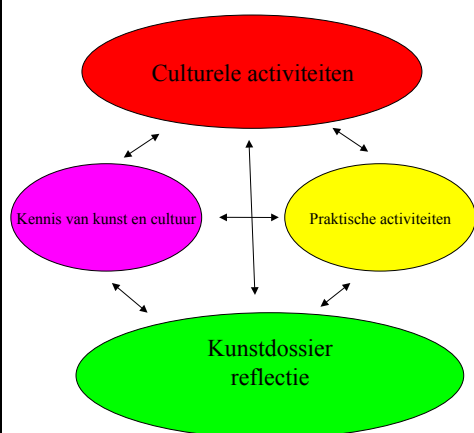 Culturele activiteiten
Kennis van kunst en cultuur
Praktische activiteiten
Kunstdossier
reflectie